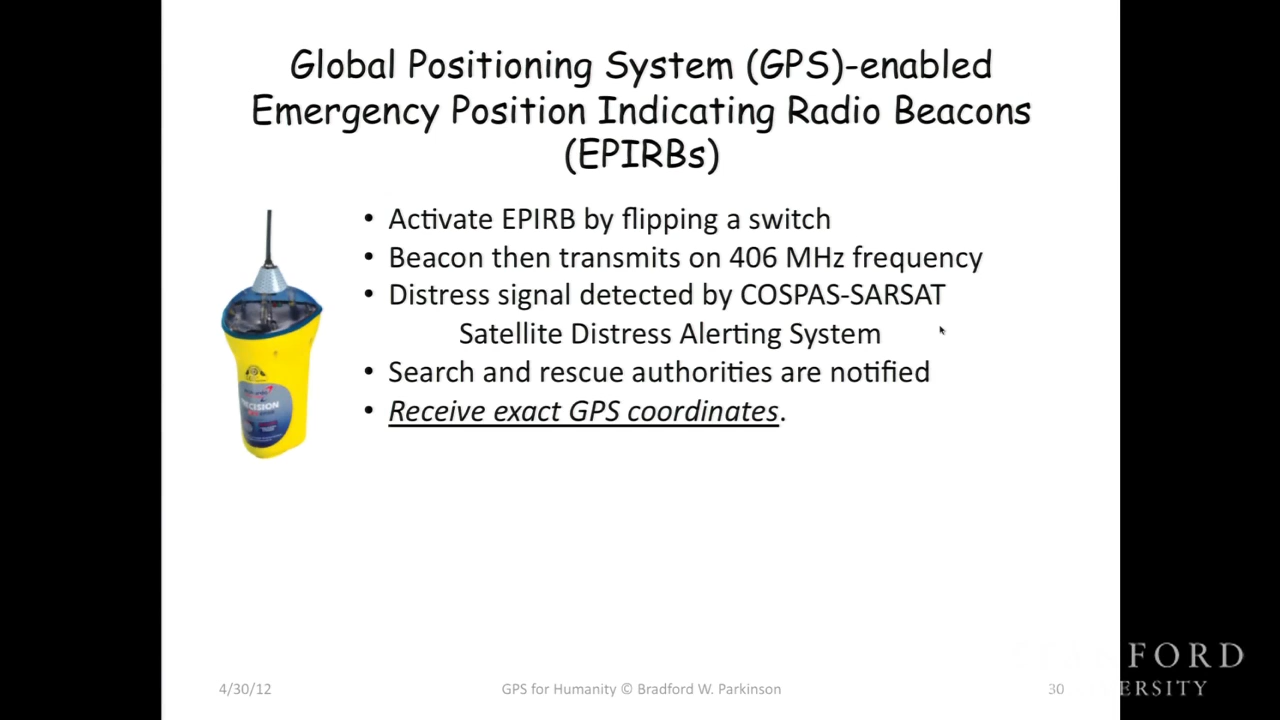 Global Positioning System (GPS)-enabled
Emergency Position Indicating Radio Beacons
(EPIRBs)
• Activate EPIRB by flipping a switch
• Beacon then transmits on 406 MHz frequency
• Distress signal detected by COSPAS-SARSAT
Satellite Distress Alerting System
• Search and rescue authorities are notified
• Receive exact GPS coordinates.
4/30/12
GPS for Humanity © Bradford W. Parkinson
30